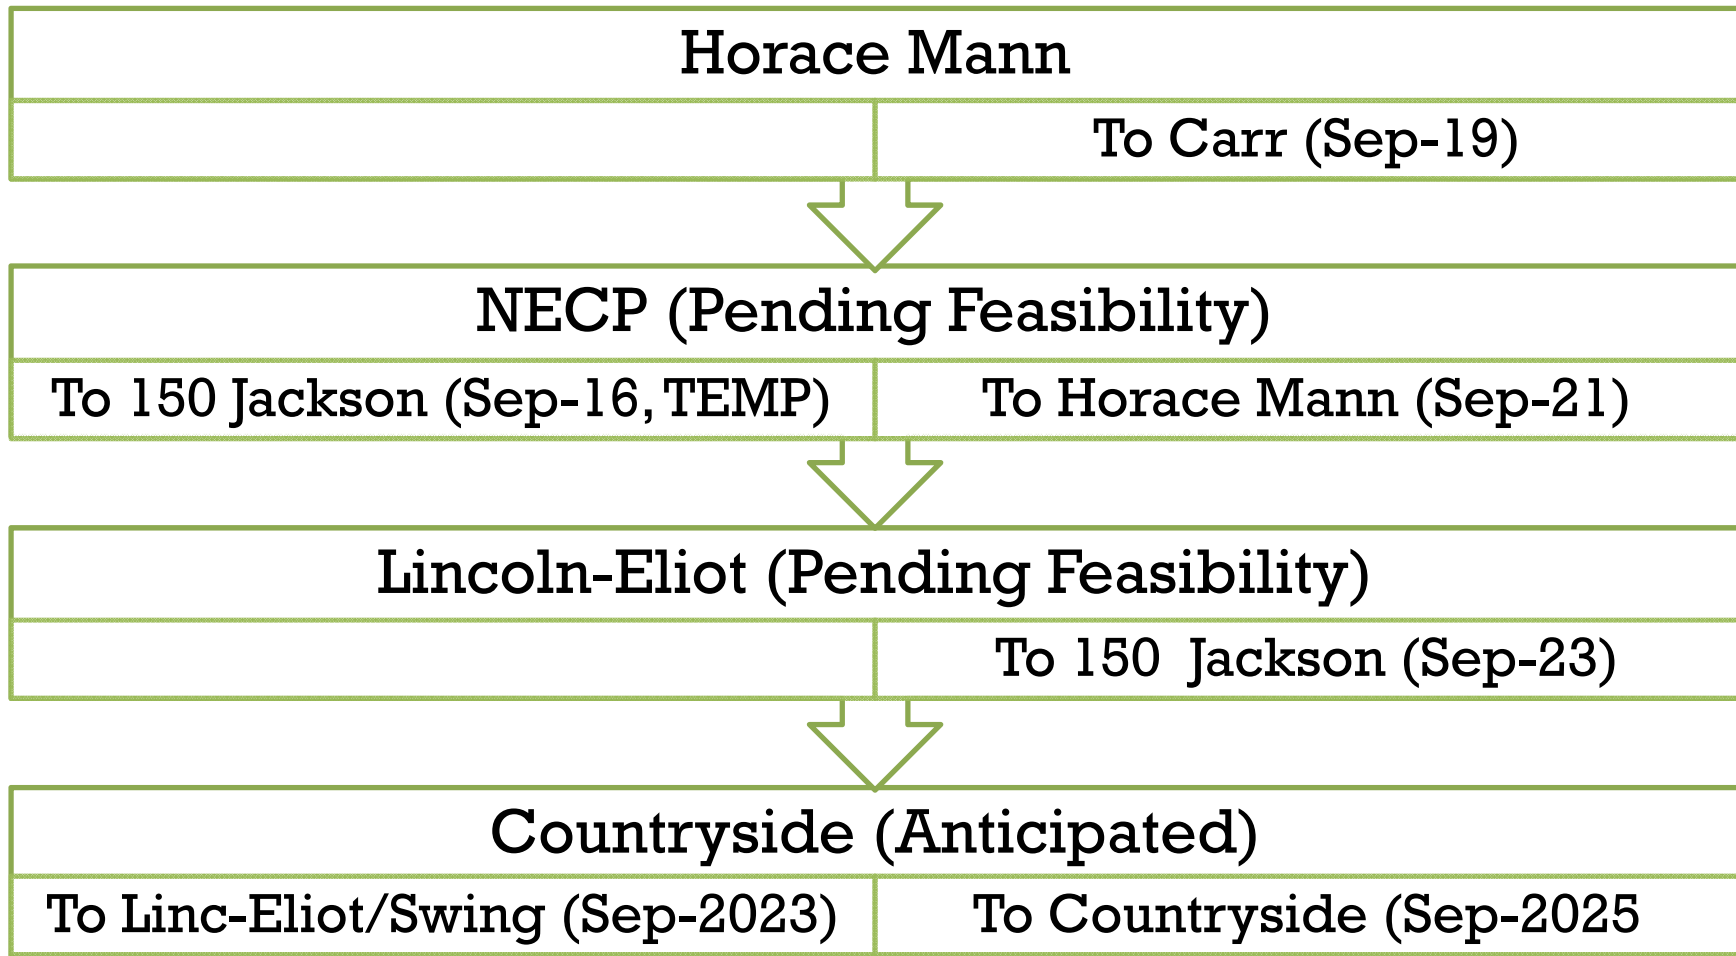 Horace Mann
To Carr (Sep-19)
NECP (Pending Feasibility)
To 150 Jackson (Sep-16, TEMP)
To Horace Mann (Sep-21)
Lincoln-Eliot (Pending Feasibility)
To 150 Jackson (Sep-23)
Countryside (Anticipated)
To Linc-Eliot/Swing (Sep-2023)
To Countryside (Sep-2025